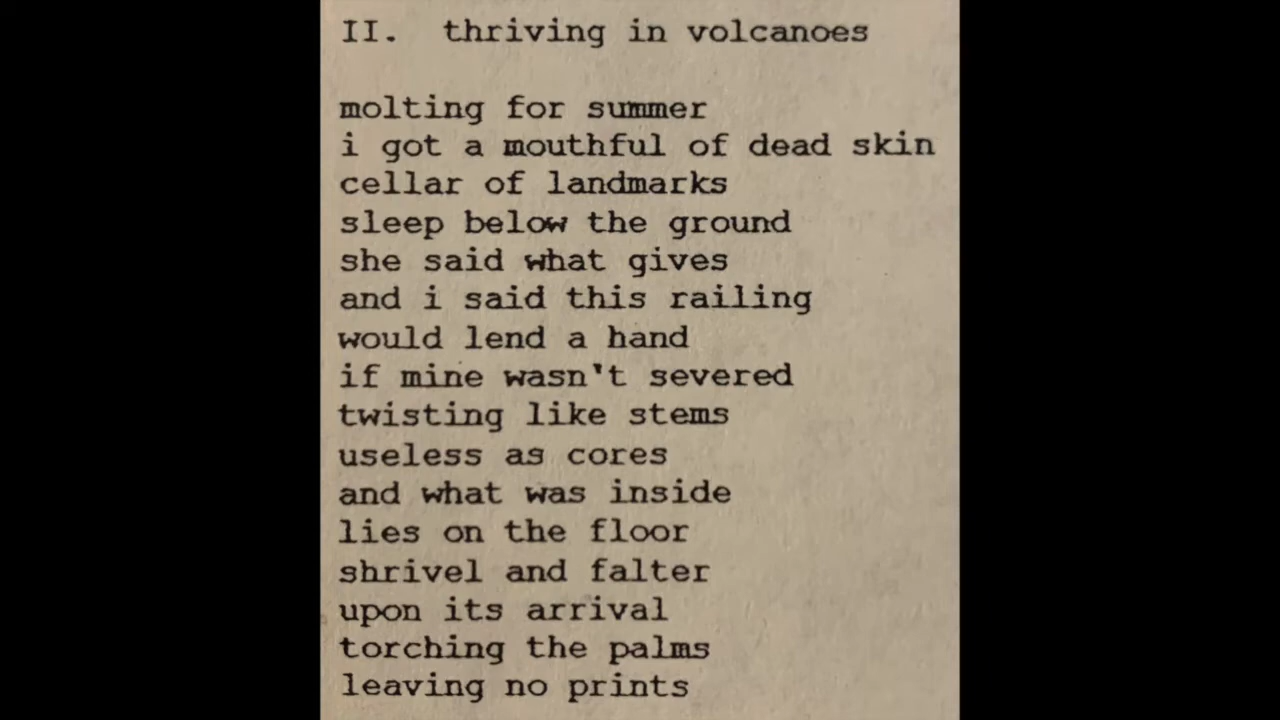 II.  thriving in volcanoes
molting for summer
i got a mouthful of dead skin
cellar of landmarks
sleep below the ground
she said what gives
and i said this railing
would lend a hand
if mine wasn't severed
twisting like stems
useless as cores
and what was inside
lies on the floor
shrivel and falter
upon its arrival
torching the palms
leaving no prints